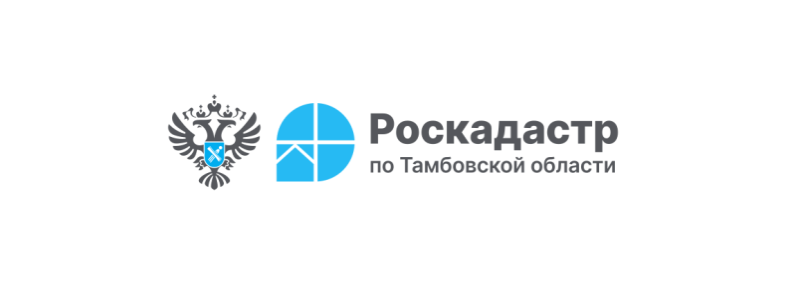 Роскадастр
по Тамбовской области